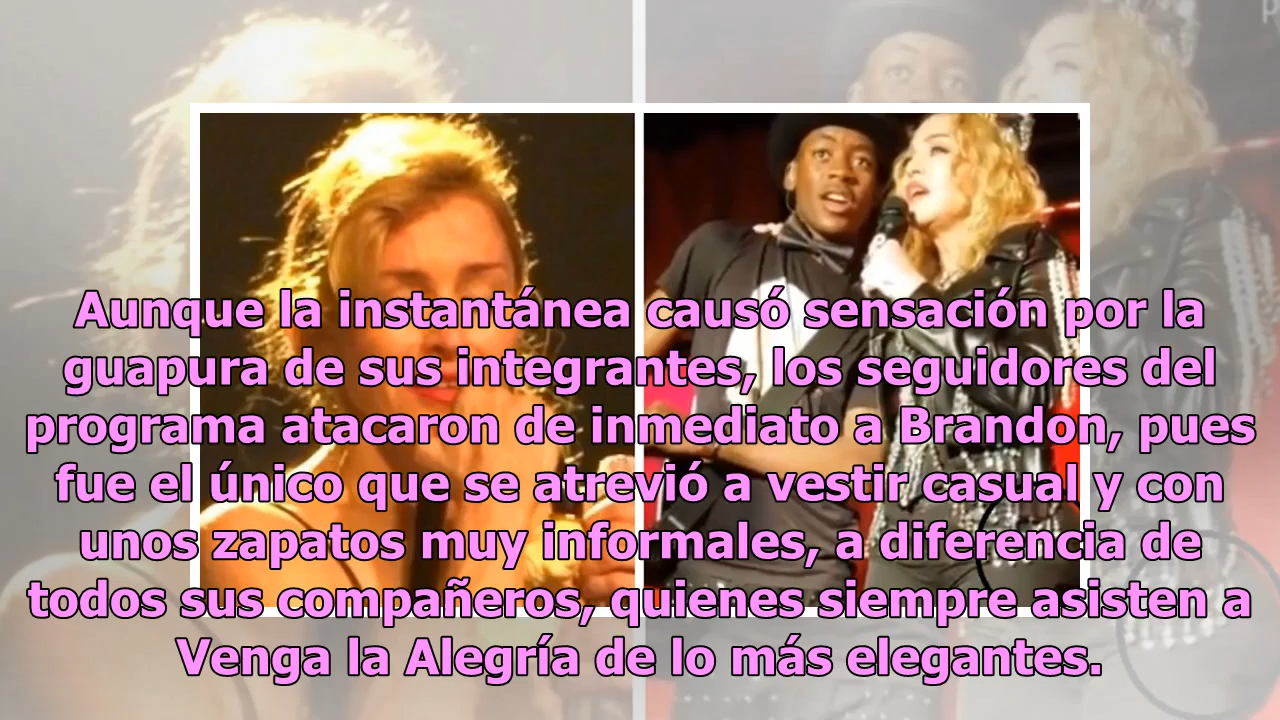 Aunque la instantánea causó sensación por la
guapura de sus integrantes, los seguidores del
programa atacaron de inmediato a Brandon, pues
fue el único que se atrevió a vestir casual y con
unos zapatos muy informales, a diferencia de
todos sus compañeros, quienes siempre asisten a
Venga la Alegría de lo más elegantes.